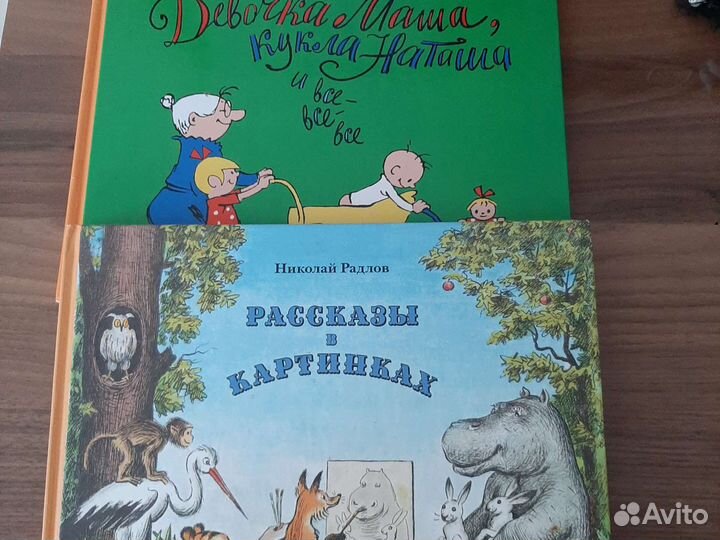 Девочка Маша,
кукла Наташа
и все-
все-
все
Николай Радлов
Рассказы
в
картинках
Avito